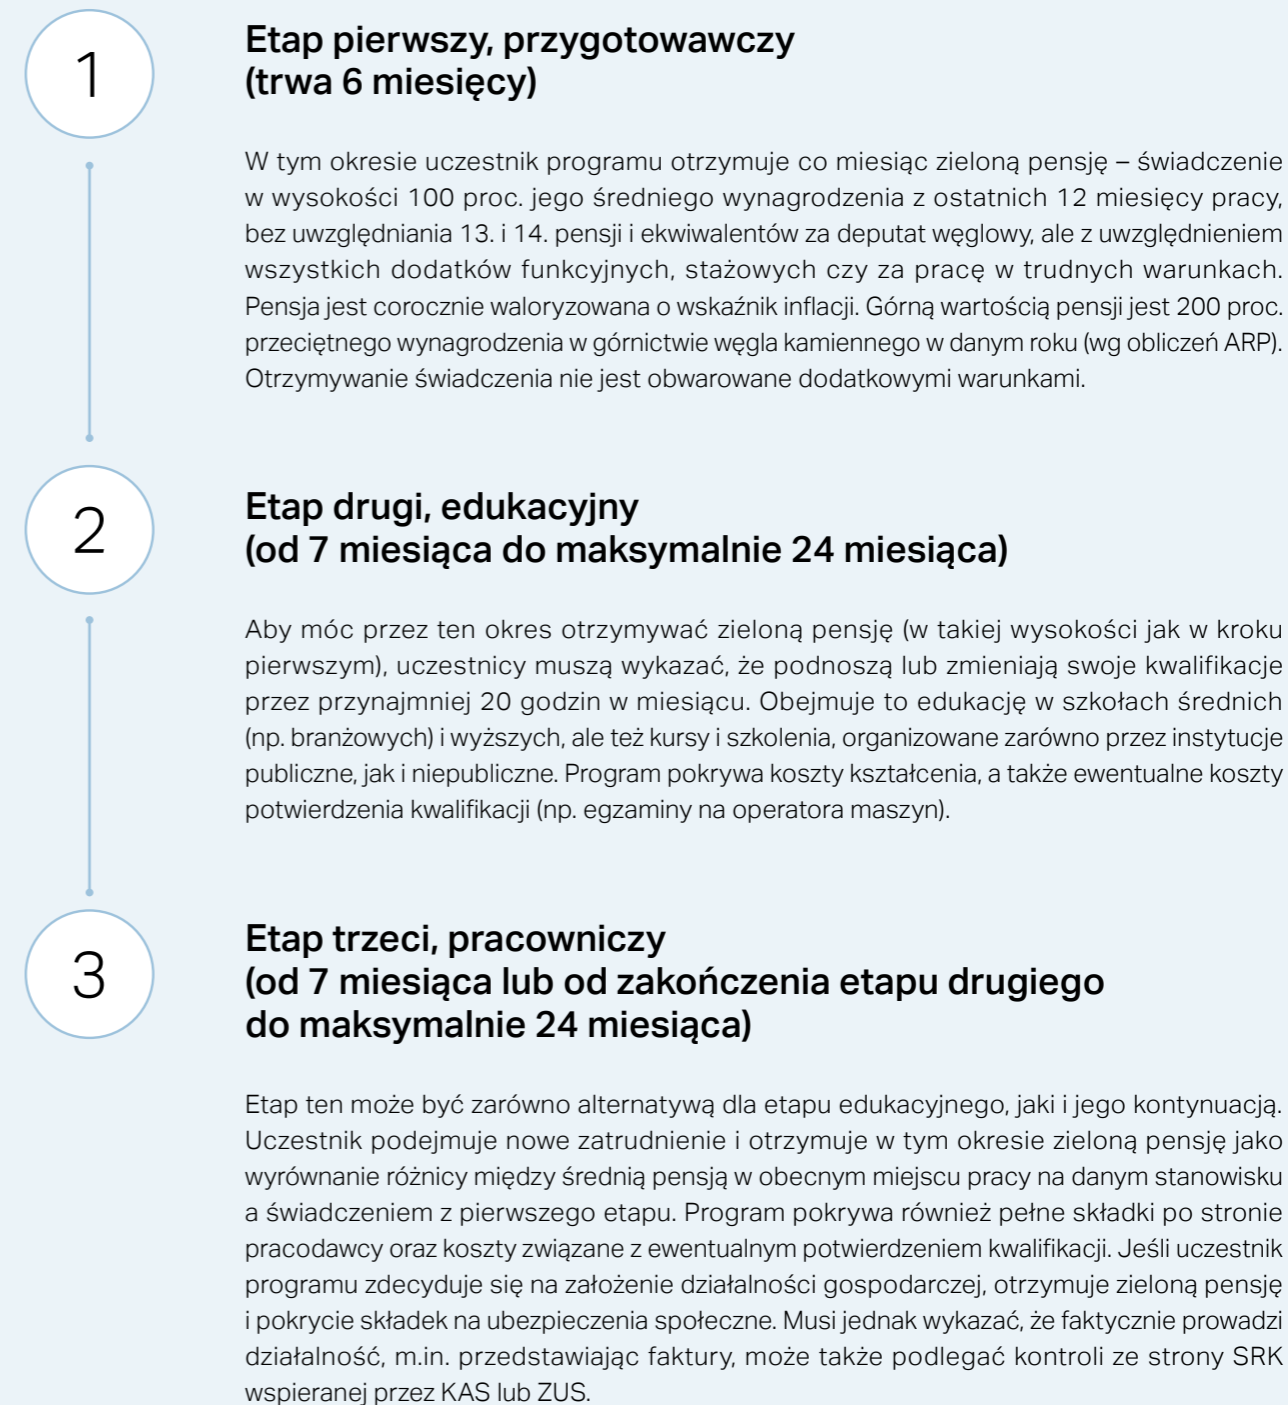 1
Etap pierwszy, przygotowawczy
(trwa 6 miesięcy)
W tym okresie uczestnik programu otrzymuje co miesiąc zieloną pensję – świadczenie
w wysokości 100 proc. jego średniego wynagrodzenia z ostatnich 12 miesięcy pracy,
bez uwzględniania 13. i 14. pensji i ekwiwalentów za deputat węglowy, ale z uwzględnieniem
wszystkich dodatków funkcyjnych, stażowych czy za pracę w trudnych warunkach.
Pensja jest corocznie waloryzowana o wskaźnik inflacji. Górną wartością pensji jest 200 proc.
przeciętnego wynagrodzenia w górnictwie węgla kamiennego w danym roku (wg obliczeń ARP).
Otrzymywanie świadczenia nie jest obwarowane dodatkowymi warunkami.
2
Etap drugi, edukacyjny
(od 7 miesiąca do maksymalnie 24 miesiąca)
Aby móc przez ten okres otrzymywać zieloną pensję (w takiej wysokości jak w kroku
pierwszym), uczestnicy muszą wykazać, że podnoszą lub zmieniają swoje kwalifikacje
przez przynajmniej 20 godzin w miesiącu. Obejmuje to edukację w szkołach średnich
(np. branżowych) i wyższych, ale też kursy i szkolenia, organizowane zarówno przez instytucje
publiczne, jak i niepubliczne. Program pokrywa koszty kształcenia, a także ewentualne koszty
potwierdzenia kwalifikacji (np. egzaminy na operatora maszyn).
3
Etap trzeci, pracowniczy
(od 7 miesiąca lub od zakończenia etapu drugiego
do maksymalnie 24 miesiąca)
Etap ten może być zarówno alternatywą dla etapu edukacyjnego, jaki i jego kontynuacją.
Uczestnik podejmuje nowe zatrudnienie i otrzymuje w tym okresie zieloną pensję jako
wyrównanie różnicy między średnią pensją w obecnym miejscu pracy na danym stanowisku
a świadczeniem z pierwszego etapu. Program pokrywa również pełne składki po stronie
pracodawcy oraz koszty związane z ewentualnym potwierdzeniem kwalifikacji. Jeśli uczestnik
programu zdecyduje się na założenie działalności gospodarczej, otrzymuje zieloną pensję
i pokrycie składek na ubezpieczenia społeczne. Musi jednak wykazać, że faktycznie prowadzi
działalność, m.in. przedstawiając faktury, może także podlegać kontroli ze strony SRK
wspieranej przez KAS lub ZUS.